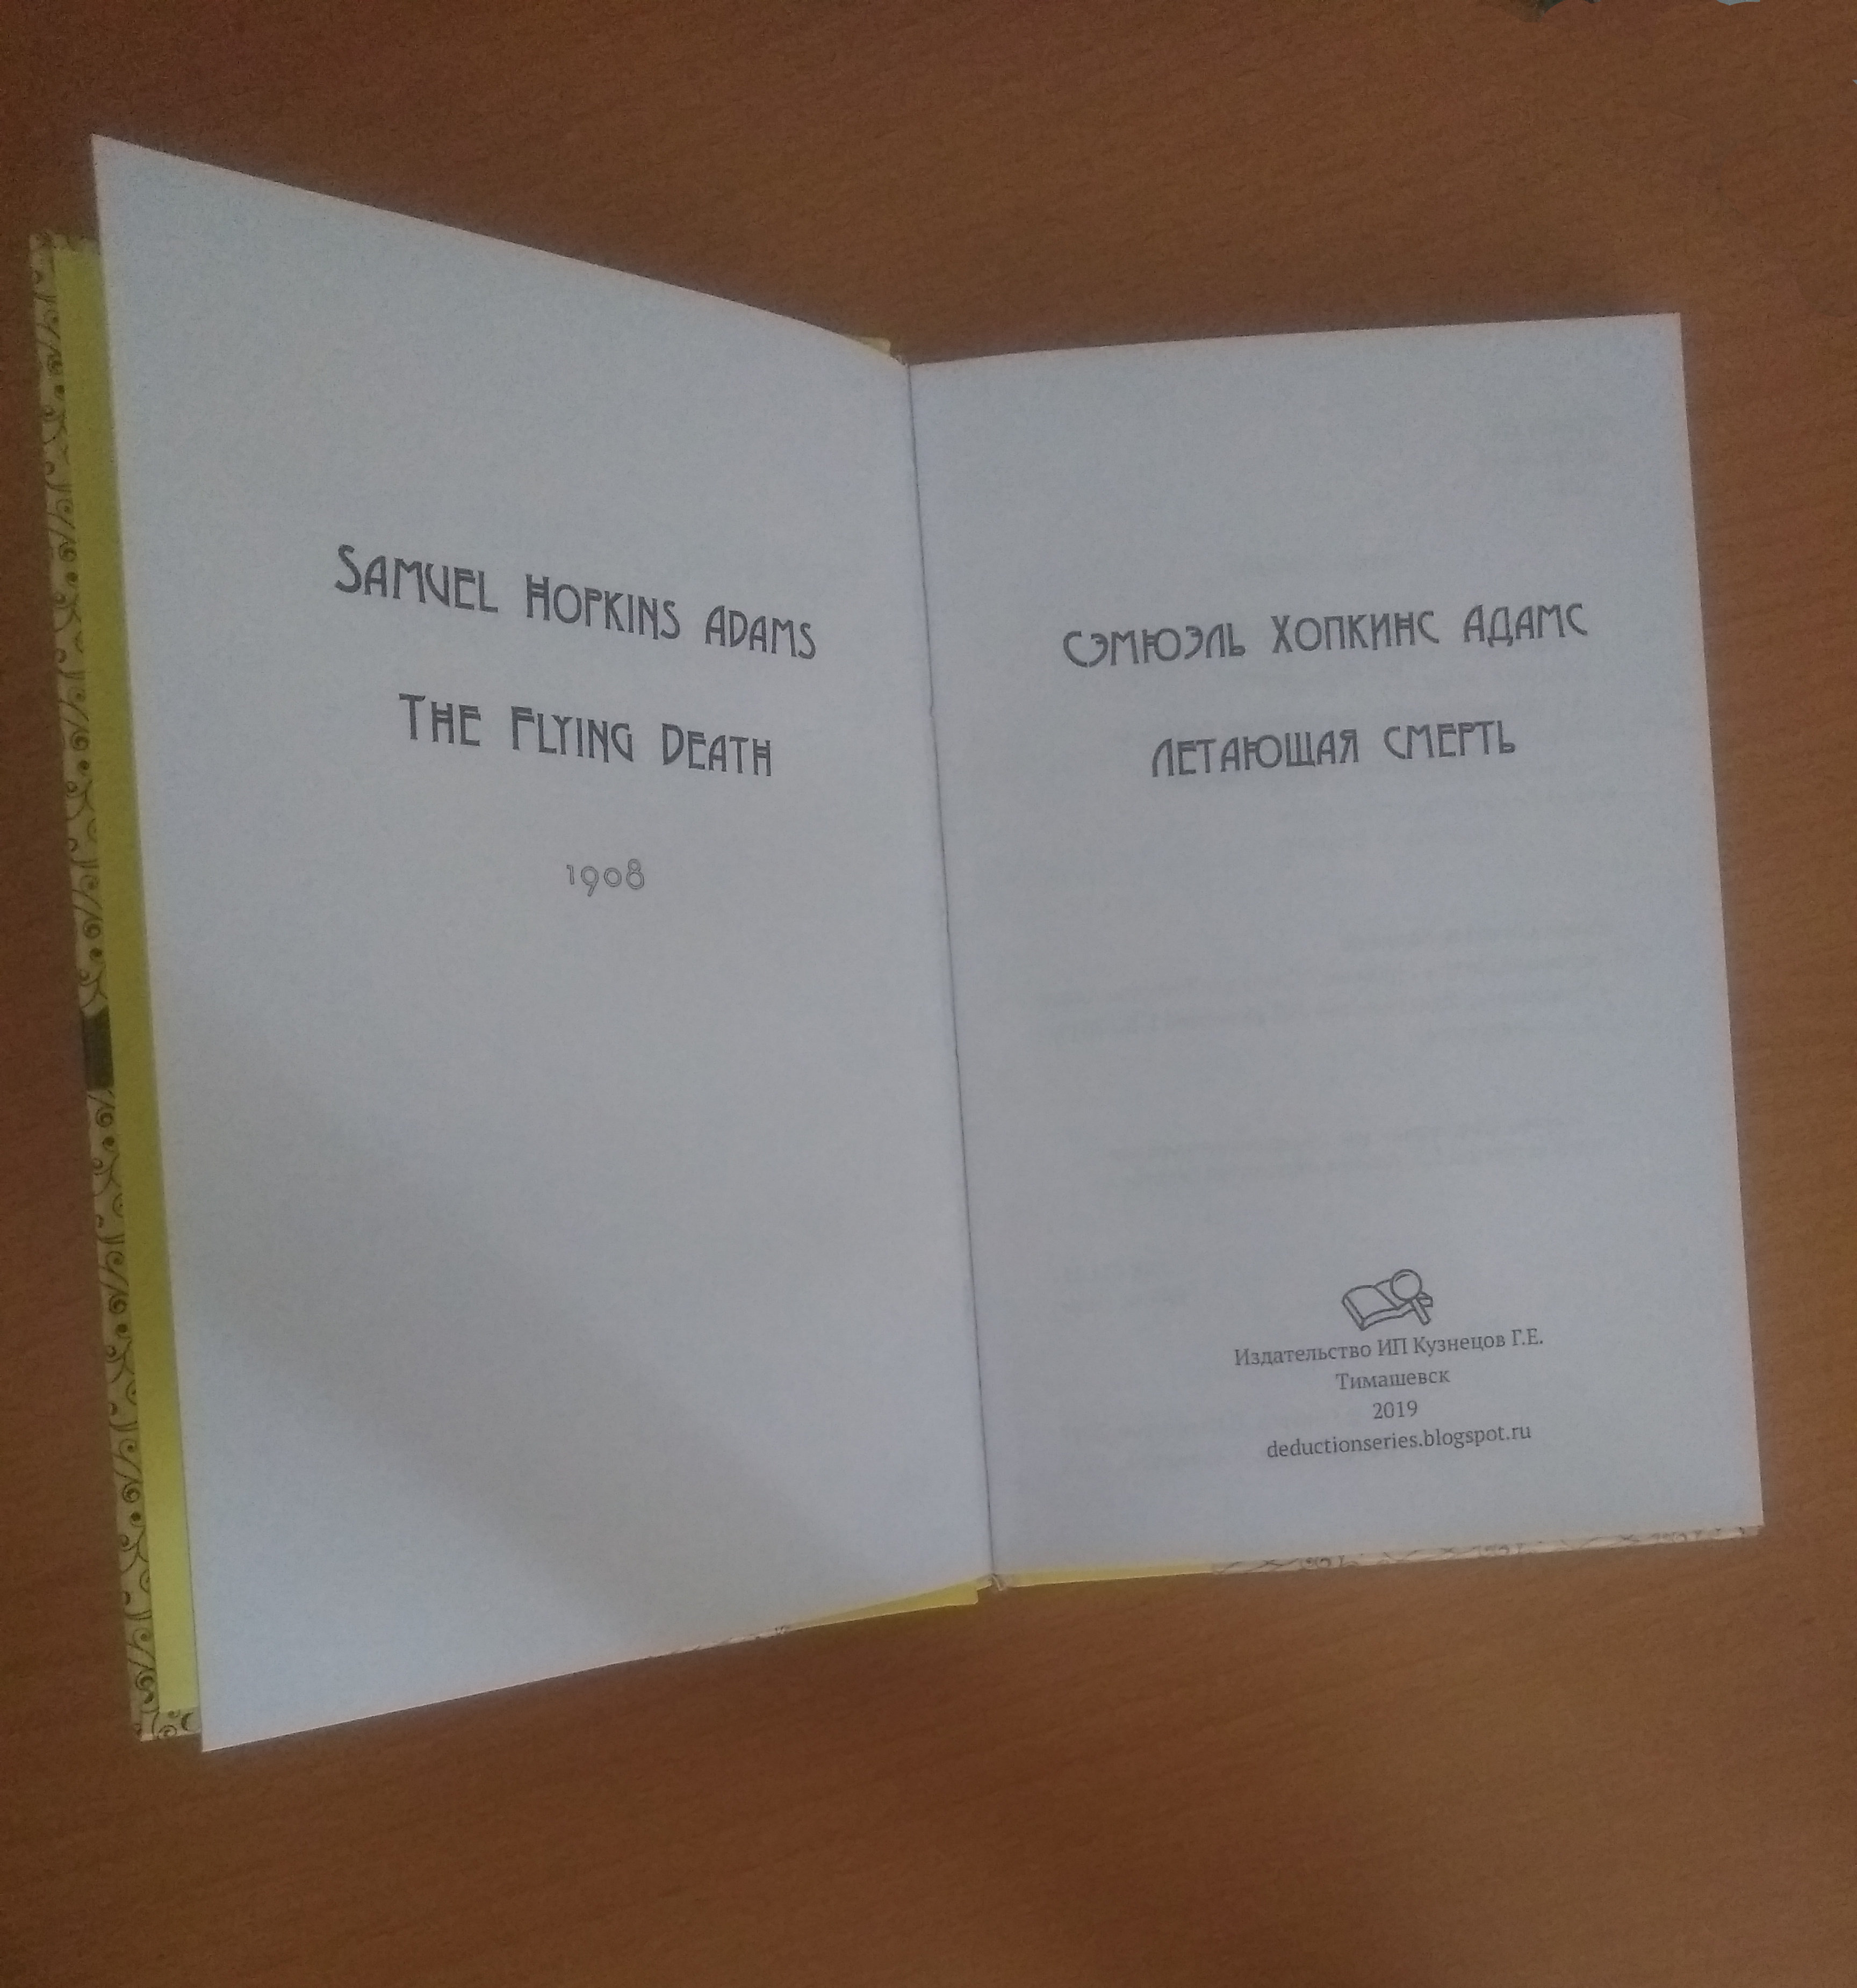 SAMUEL HOPKINS ADAMS
THE FLYING DEATH
1908
СЭМЮЭЛЬ ХОПКИНС АДАМС
ЛЕТАЮЩАЯ СМЕРТЬ
Издательство ИП Кузнецов Г.Е.
Тимашевск
2019
deductionseries.blogspot.ru